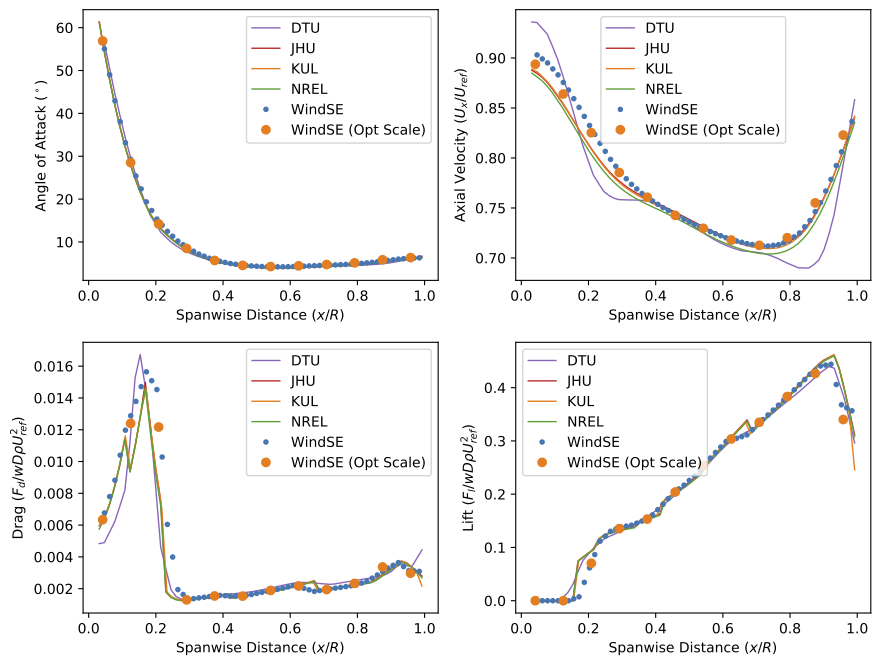 Angle of Attack (°)
60
50
40
30
20
10
0.0 0.2 0.4 0.6 0.8 1.0
Spanwise Distance (x/R)
DTU
JHU
KUL
NREL
WindSE
WindSE (Opt Scale)
Axial Velocity (U_x/U_ref)
0.90
0.85
0.80
0.75
0.70
0.0 0.2 0.4 0.6 0.8 1.0
Spanwise Distance (x/R)
DTU
JHU
KUL
NREL
WindSE
WindSE (Opt Scale)
Drag (F_d/wDρU²_ref)
0.016
0.014
0.012
0.010
0.008
0.006
0.004
0.002
0.0 0.2 0.4 0.6 0.8 1.0
Spanwise Distance (x/R)
DTU
JHU
KUL
NREL
WindSE
WindSE (Opt Scale)
Lift (F_l/wDρU²_ref)
0.4
0.3
0.2
0.1
0.0
0.0 0.2 0.4 0.6 0.8 1.0
Spanwise Distance (x/R)
DTU
JHU
KUL
NREL
WindSE
WindSE (Opt Scale)